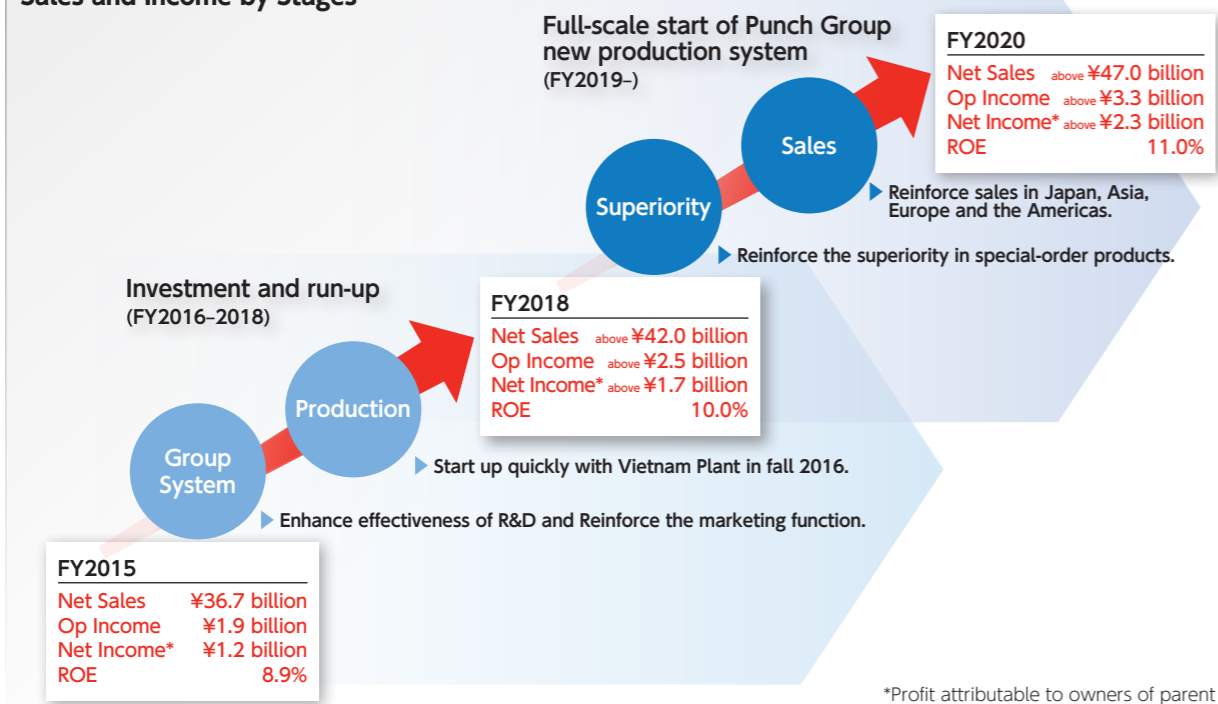 Sales and Income by Stages
Full-scale start of Punch Group
new production system
(FY2019–)
FY2020
Net Sales above ¥47.0 billion
Op Income above ¥3.3 billion
Net Income* above ¥2.3 billion
ROE 11.0%
Sales
Reinforce sales in Japan, Asia,
Europe and the Americas.
Superiority
Reinforce the superiority in special-order products.
Investment and run-up
(FY2016–2018)
FY2018
Net Sales above ¥42.0 billion
Op Income above ¥2.5 billion
Net Income* above ¥1.7 billion
ROE 10.0%
Production
Start up quickly with Vietnam Plant in fall 2016.
Group
System
Enhance effectiveness of R&D and Reinforce the marketing function.
FY2015
Net Sales ¥36.7 billion
Op Income ¥1.9 billion
Net Income* ¥1.2 billion
ROE 8.9%
*Profit attributable to owners of parent